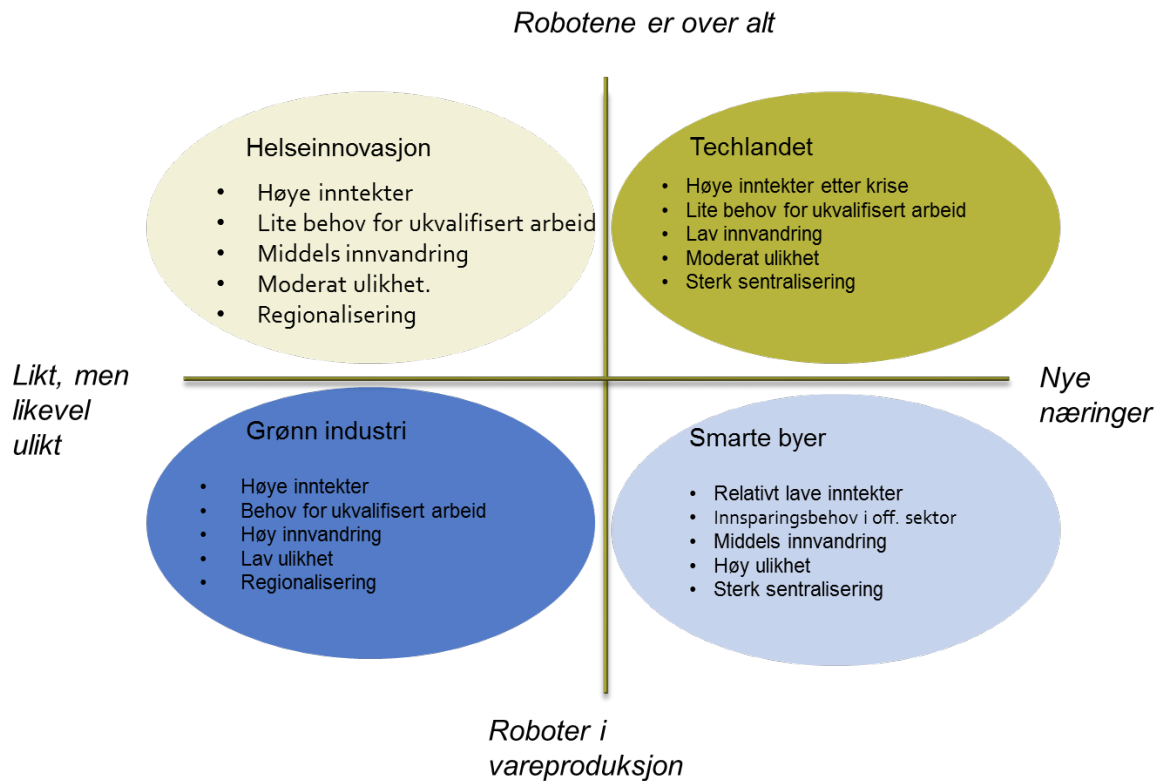 Robotene er over alt
Helseinnovasjon
• Høye inntekter
• Lite behov for ukvalifisert arbeid
• Middels innvandring
• Moderat ulikhet.
• Regionalisering
Techlandet
• Høye inntekter etter krise
• Lite behov for ukvalifisert arbeid
• Lav innvandring
• Moderat ulikhet
• Sterk sentralisering
Likt, men
likevel
ulikt
Nye
næringer
Grønn industri
• Høye inntekter
• Behov for ukvalifisert arbeid
• Høy innvandring
• Lav ulikhet
• Regionalisering
Smarte byer
• Relativt lave inntekter
• Innsparingsbehov i off. sektor
• Middels innvandring
• Høy ulikhet
• Sterk sentralisering
Roboter i
vareproduksjon